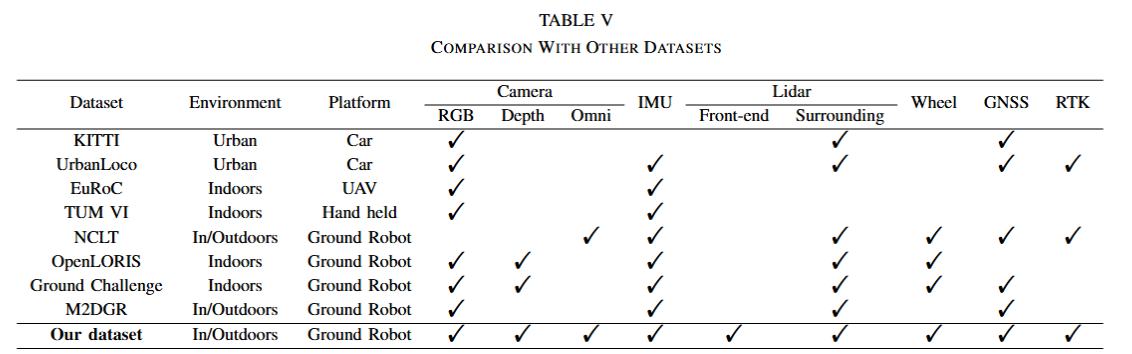 TABLE V
COMPARISON WITH OTHER DATASETS
Dataset Environment Platform Camera IMU Lidar Wheel GNSS RTK
RGB Depth Omni Front-end Surrounding
KITTI Urban Car ✓ ✓ ✓
UrbanLoco Urban Car ✓ ✓ ✓ ✓ ✓
EuRoC Indoors UAV ✓ ✓
TUM VI Indoors Hand held ✓ ✓
NCLT In/Outdoors Ground Robot ✓ ✓ ✓ ✓ ✓ ✓
OpenLORIS Indoors Ground Robot ✓ ✓ ✓ ✓ ✓
Ground Challenge Indoors Ground Robot ✓ ✓ ✓ ✓ ✓ ✓
M2DGR In/Outdoors Ground Robot ✓ ✓ ✓ ✓
Our dataset In/Outdoors Ground Robot ✓ ✓ ✓ ✓ ✓ ✓ ✓ ✓ ✓